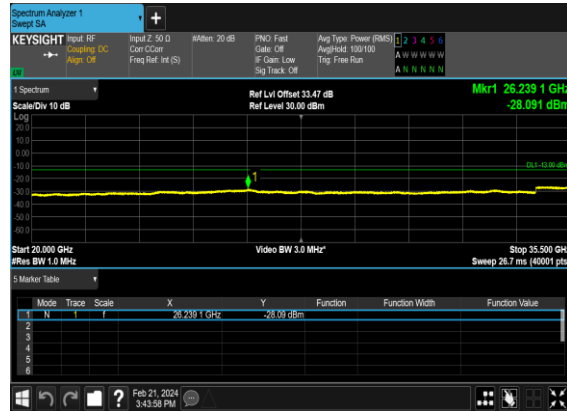 Spectrum Analyzer 1
Swept SA
+
KEYSIGHT Input: RF Input Z: 50 Ω #Atten: 20 dB PNO: Fast Avg Type: Power (RMS) 1 2 3 4 5 6
Coupling: DC Corr CCorr Gate: Off Avg|Hold: 100/100
Align: Off Freq Ref: Int (S) IF Gain: Low Trig: Free Run A W W W W W
Sig Track: Off A N N N N N
1 Spectrum
Ref Lvl Offset 33.47 dB Mkr1 26.239 1 GHz
Scale/Div 10 dB Ref Level 30.00 dBm -28.091 dBm
Log
20.0
10.0
0.00
-10.0 DL1 -13.00 dBm
-20.0 1
-30.0
-40.0
-50.0
-60.0
Start 20.000 GHz Video BW 3.0 MHz* Stop 35.500 GHz
#Res BW 1.0 MHz Sweep 26.7 ms (40001 pts)
5 Marker Table
Mode Trace Scale X Y Function Function Width Function Value
1 N 1 f 26.239 1 GHz -28.09 dBm
2
3
4
5
6
? Feb 21, 2024
3:43:58 PM